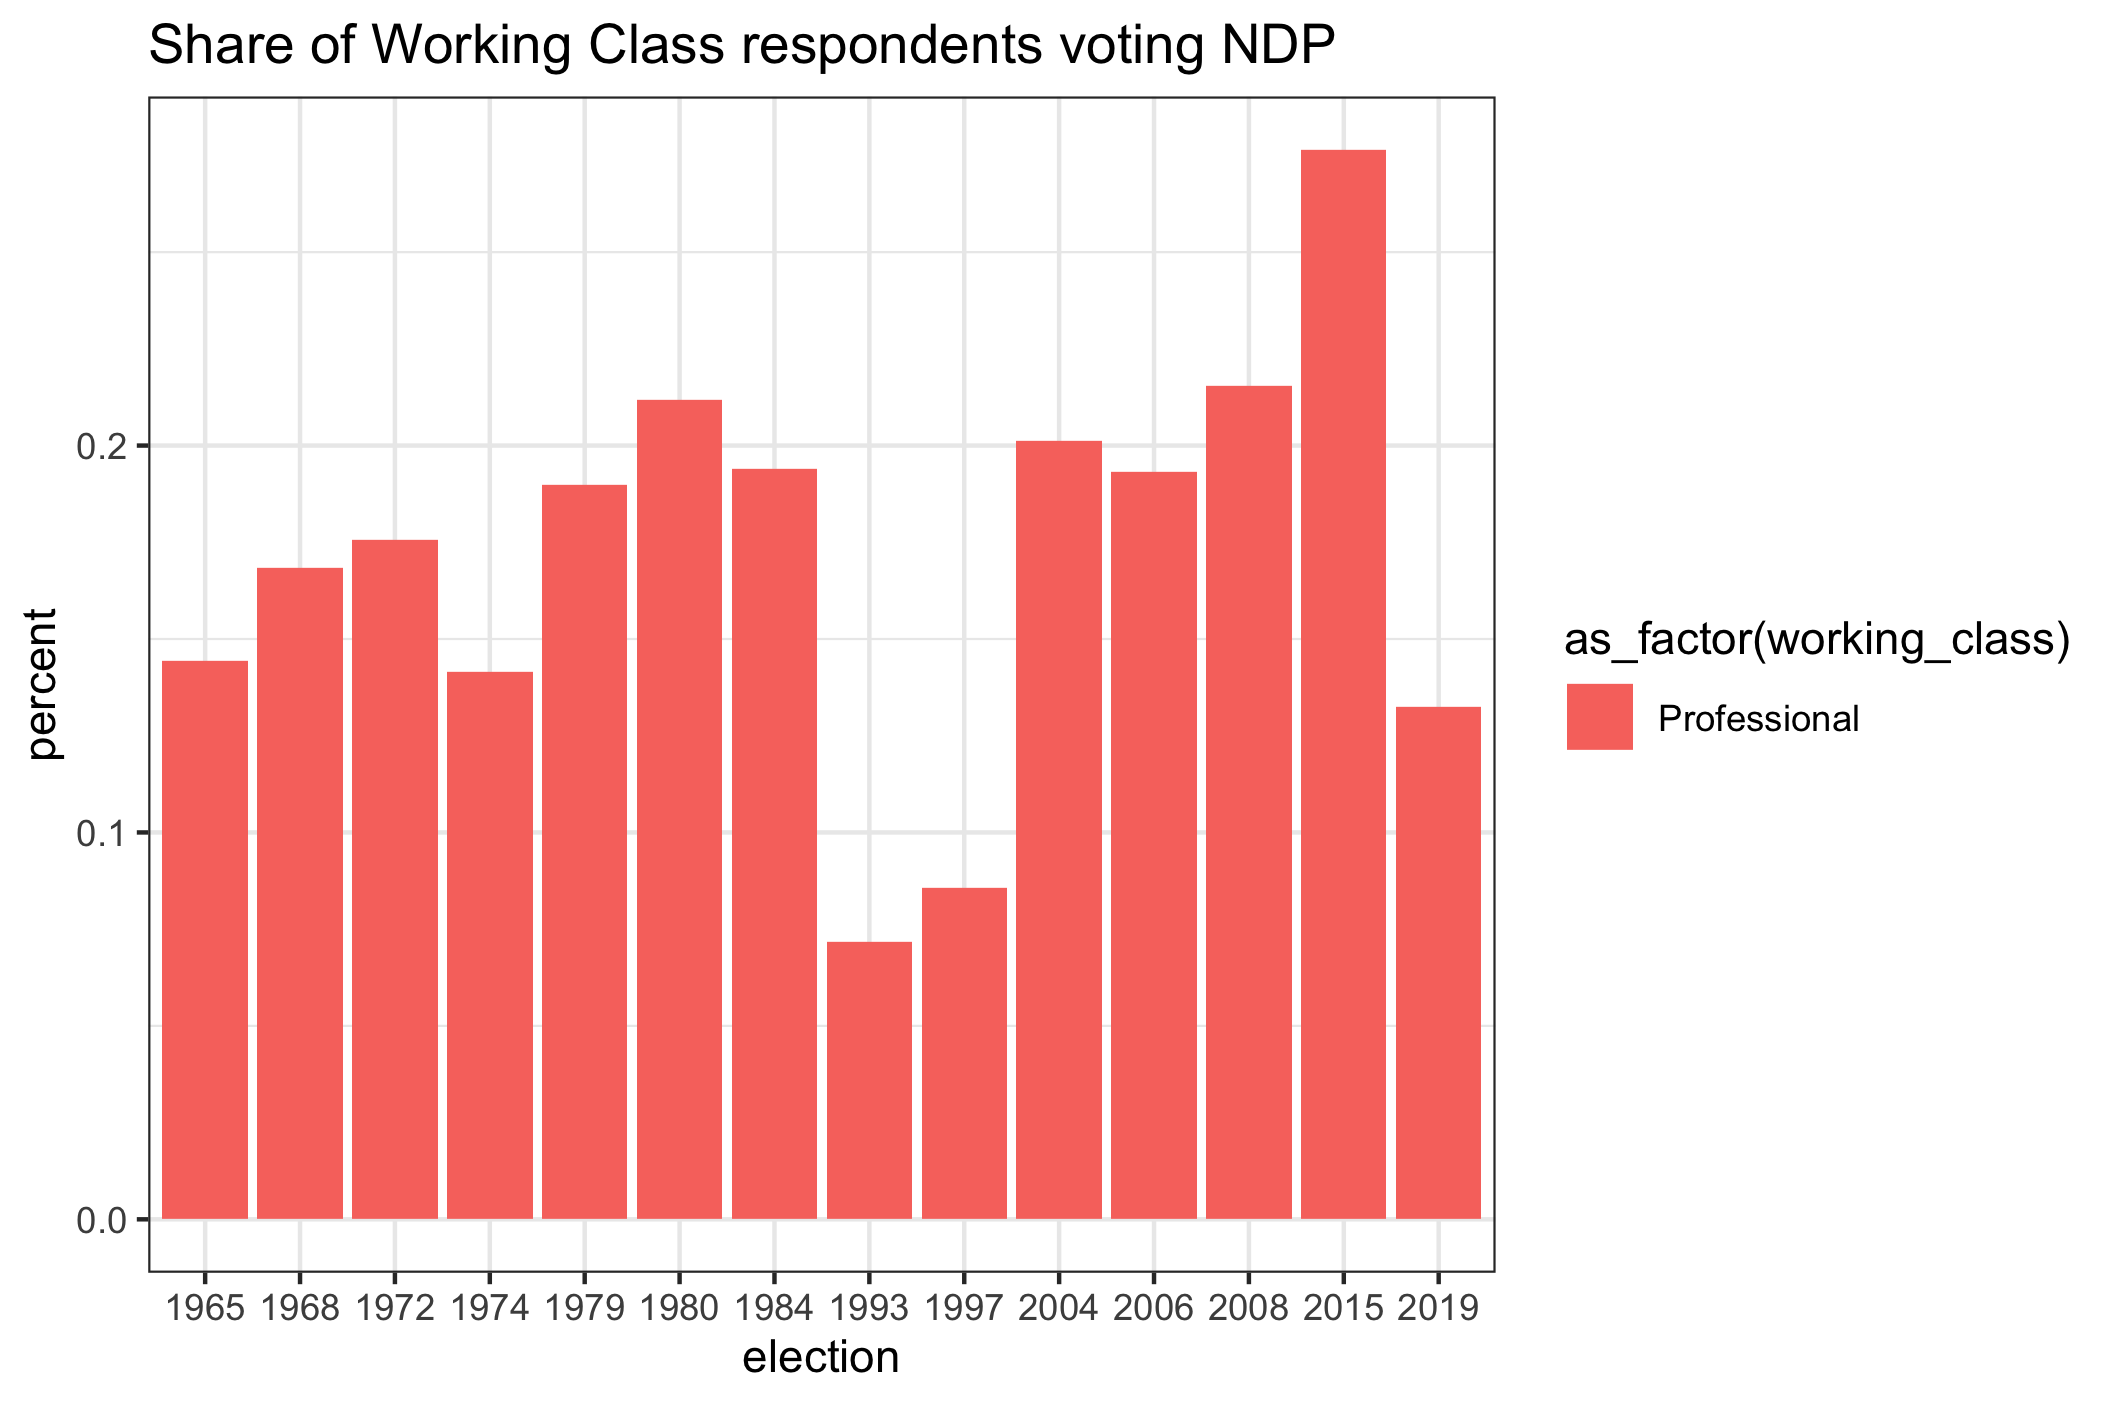 Share of Working Class respondents voting NDP
percent
0.2
0.1
0.0
1965 1968 1972 1974 1979 1980 1984 1993 1997 2004 2006 2008 2015 2019
election
as_factor(working_class)
Professional